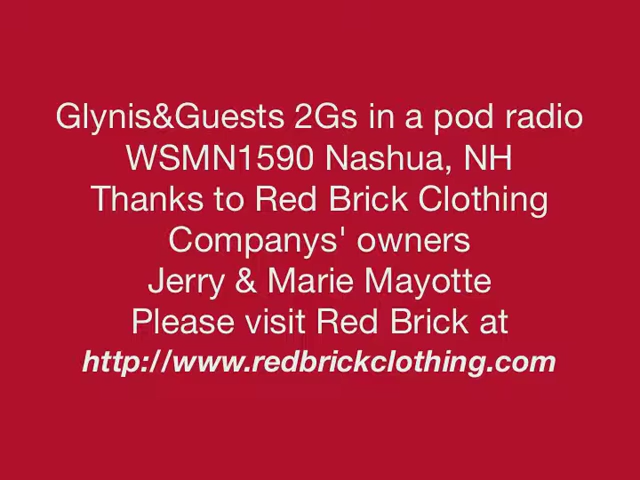 Glynis&Guests 2Gs in a pod radio
WSMN1590 Nashua, NH
Thanks to Red Brick Clothing
Companys' owners
Jerry & Marie Mayotte
Please visit Red Brick at
http://www.redbrickclothing.com